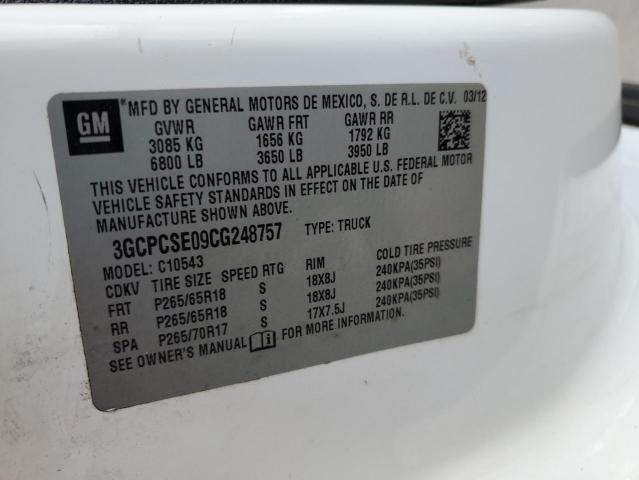 GM
*MFD BY GENERAL MOTORS DE MEXICO, S. DE R.L. DE C.V. 03/12
GVWR GAWR FRT GAWR RR
3085 KG 1656 KG 1792 KG
6800 LB 3650 LB 3950 LB
THIS VEHICLE CONFORMS TO ALL APPLICABLE U.S. FEDERAL MOTOR
VEHICLE SAFETY STANDARDS IN EFFECT ON THE DATE OF
MANUFACTURE SHOWN ABOVE.
3GCPCSE09CG248757 TYPE: TRUCK
MODEL: C10543
CDKV TIRE SIZE SPEED RTG RIM COLD TIRE PRESSURE
FRT P265/65R18 S 18X8J 240KPA(35PSI)
RR P265/65R18 S 18X8J 240KPA(35PSI)
SPA P265/70R17 S 17X7.5J 240KPA(35PSI)
SEE OWNER'S MANUAL FOR MORE INFORMATION.